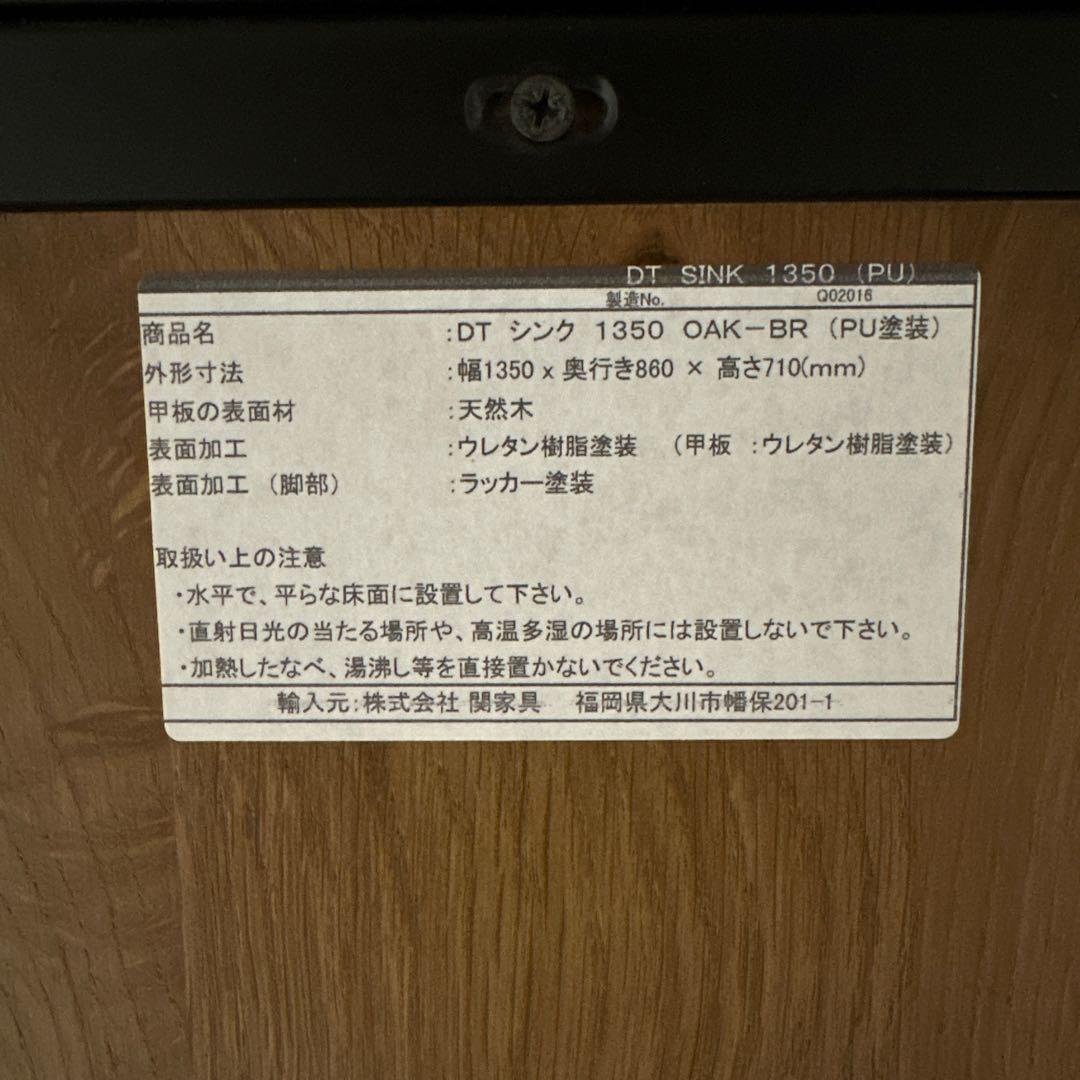 DT SINK 1350 (PU)
製造No. Q02016
商品名 :DT シンク 1350 OAK-BR (PU塗装)
外形寸法 :幅1350 x 奥行き860 × 高さ710(mm)
甲板の表面材 :天然木
表面加工 :ウレタン樹脂塗装 (甲板 :ウレタン樹脂塗装)
表面加工 (脚部) :ラッカー塗装
取扱い上の注意
・水平で、平らな床面に設置して下さい。
・直射日光の当たる場所や、高温多湿の場所には設置しないで下さい。
・加熱したなべ、湯沸し等を直接置かないでください。
輸入元:株式会社 関家具 福岡県大川市幡保201-1